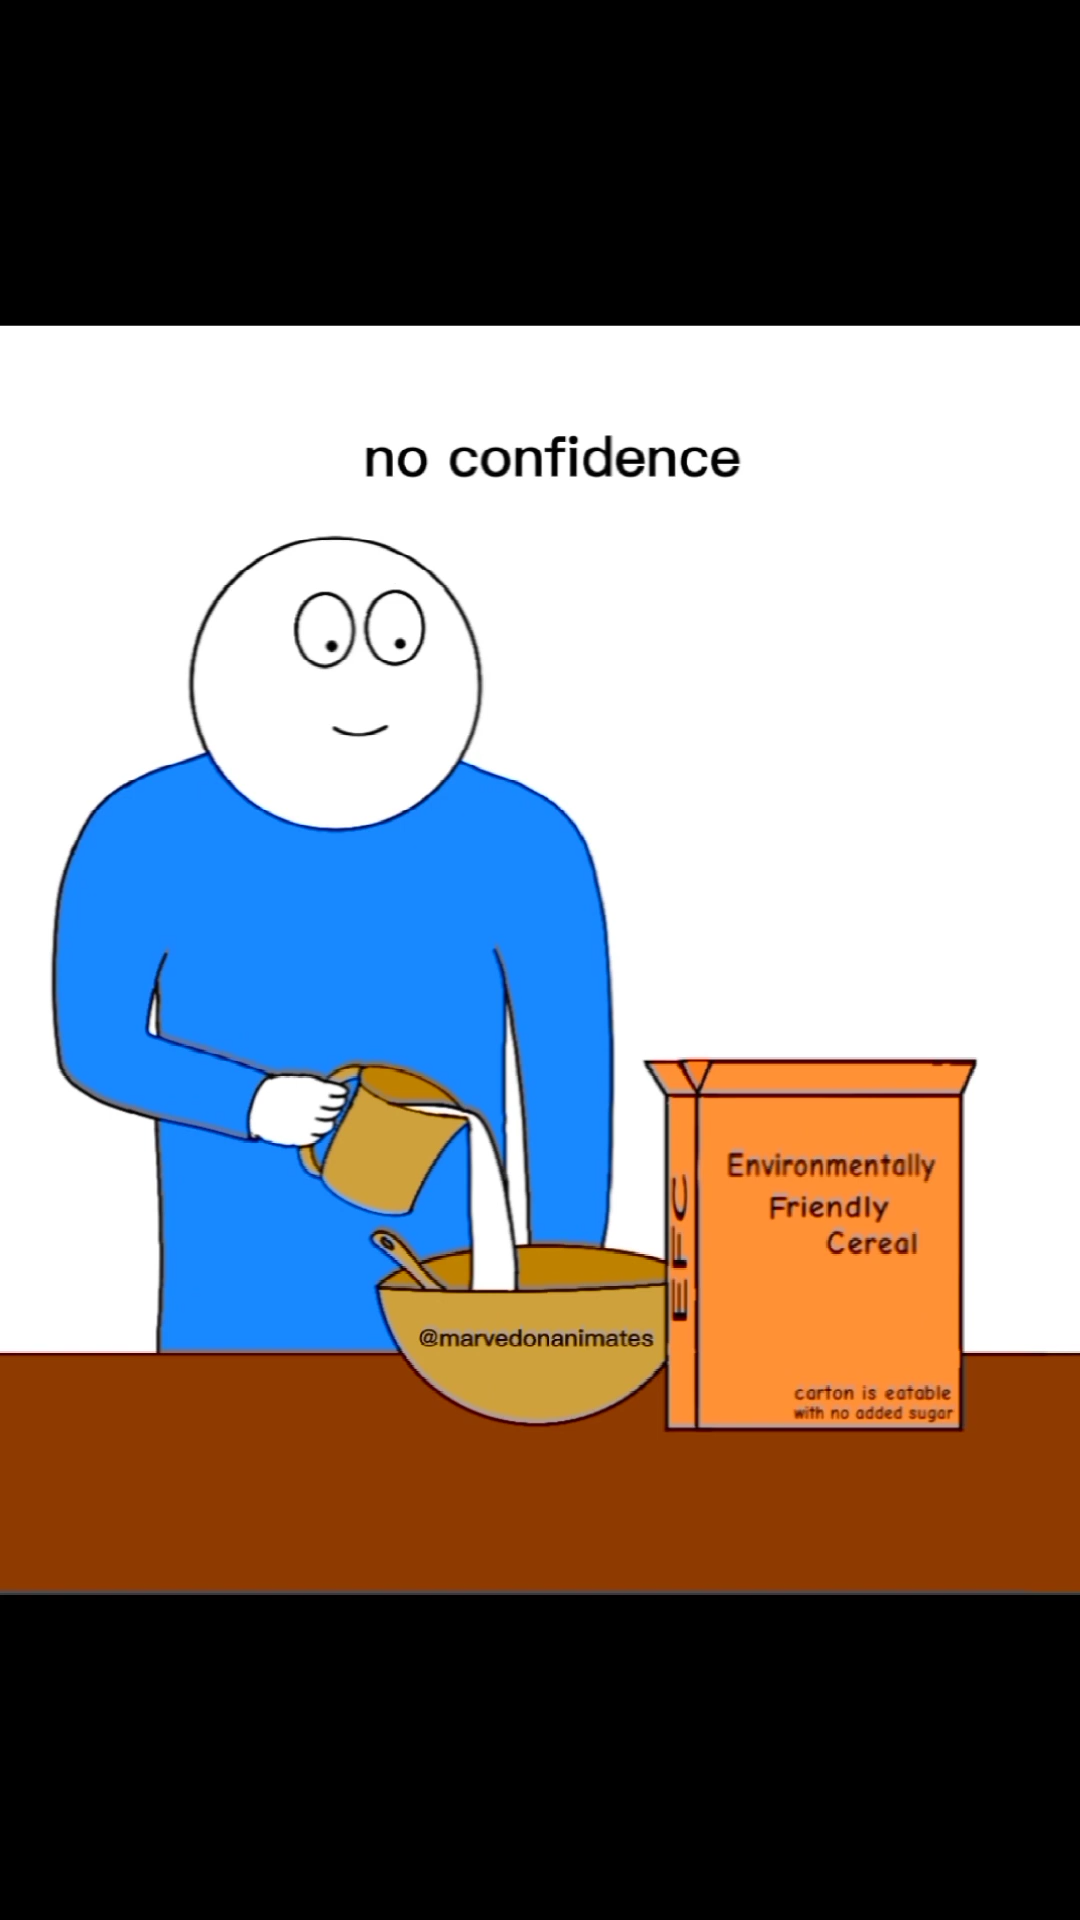 no confidence
Environmentally
Friendly
Cereal
EFC
@marvedonanimates
carton is eatable
with no added sugar